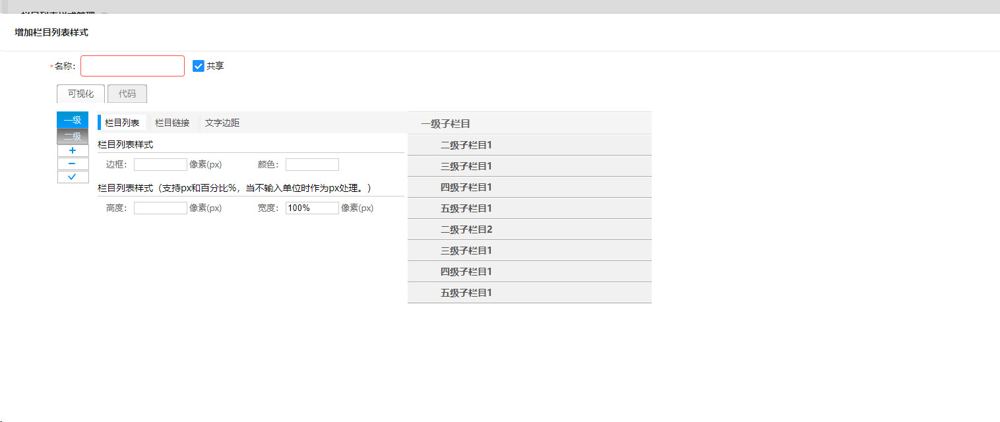 增加栏目列表样式
*名称： 共享
可视化 代码
一级
二级
栏目列表 栏目链接 文字边距
栏目列表样式
边框： 像素(px) 颜色：
栏目列表样式（支持px和百分比%，当不输入单位时作为px处理。）
高度： 像素(px) 宽度： 100% 像素(px)
一级子栏目
二级子栏目1
三级子栏目1
四级子栏目1
五级子栏目1
二级子栏目2
三级子栏目1
四级子栏目1
五级子栏目1